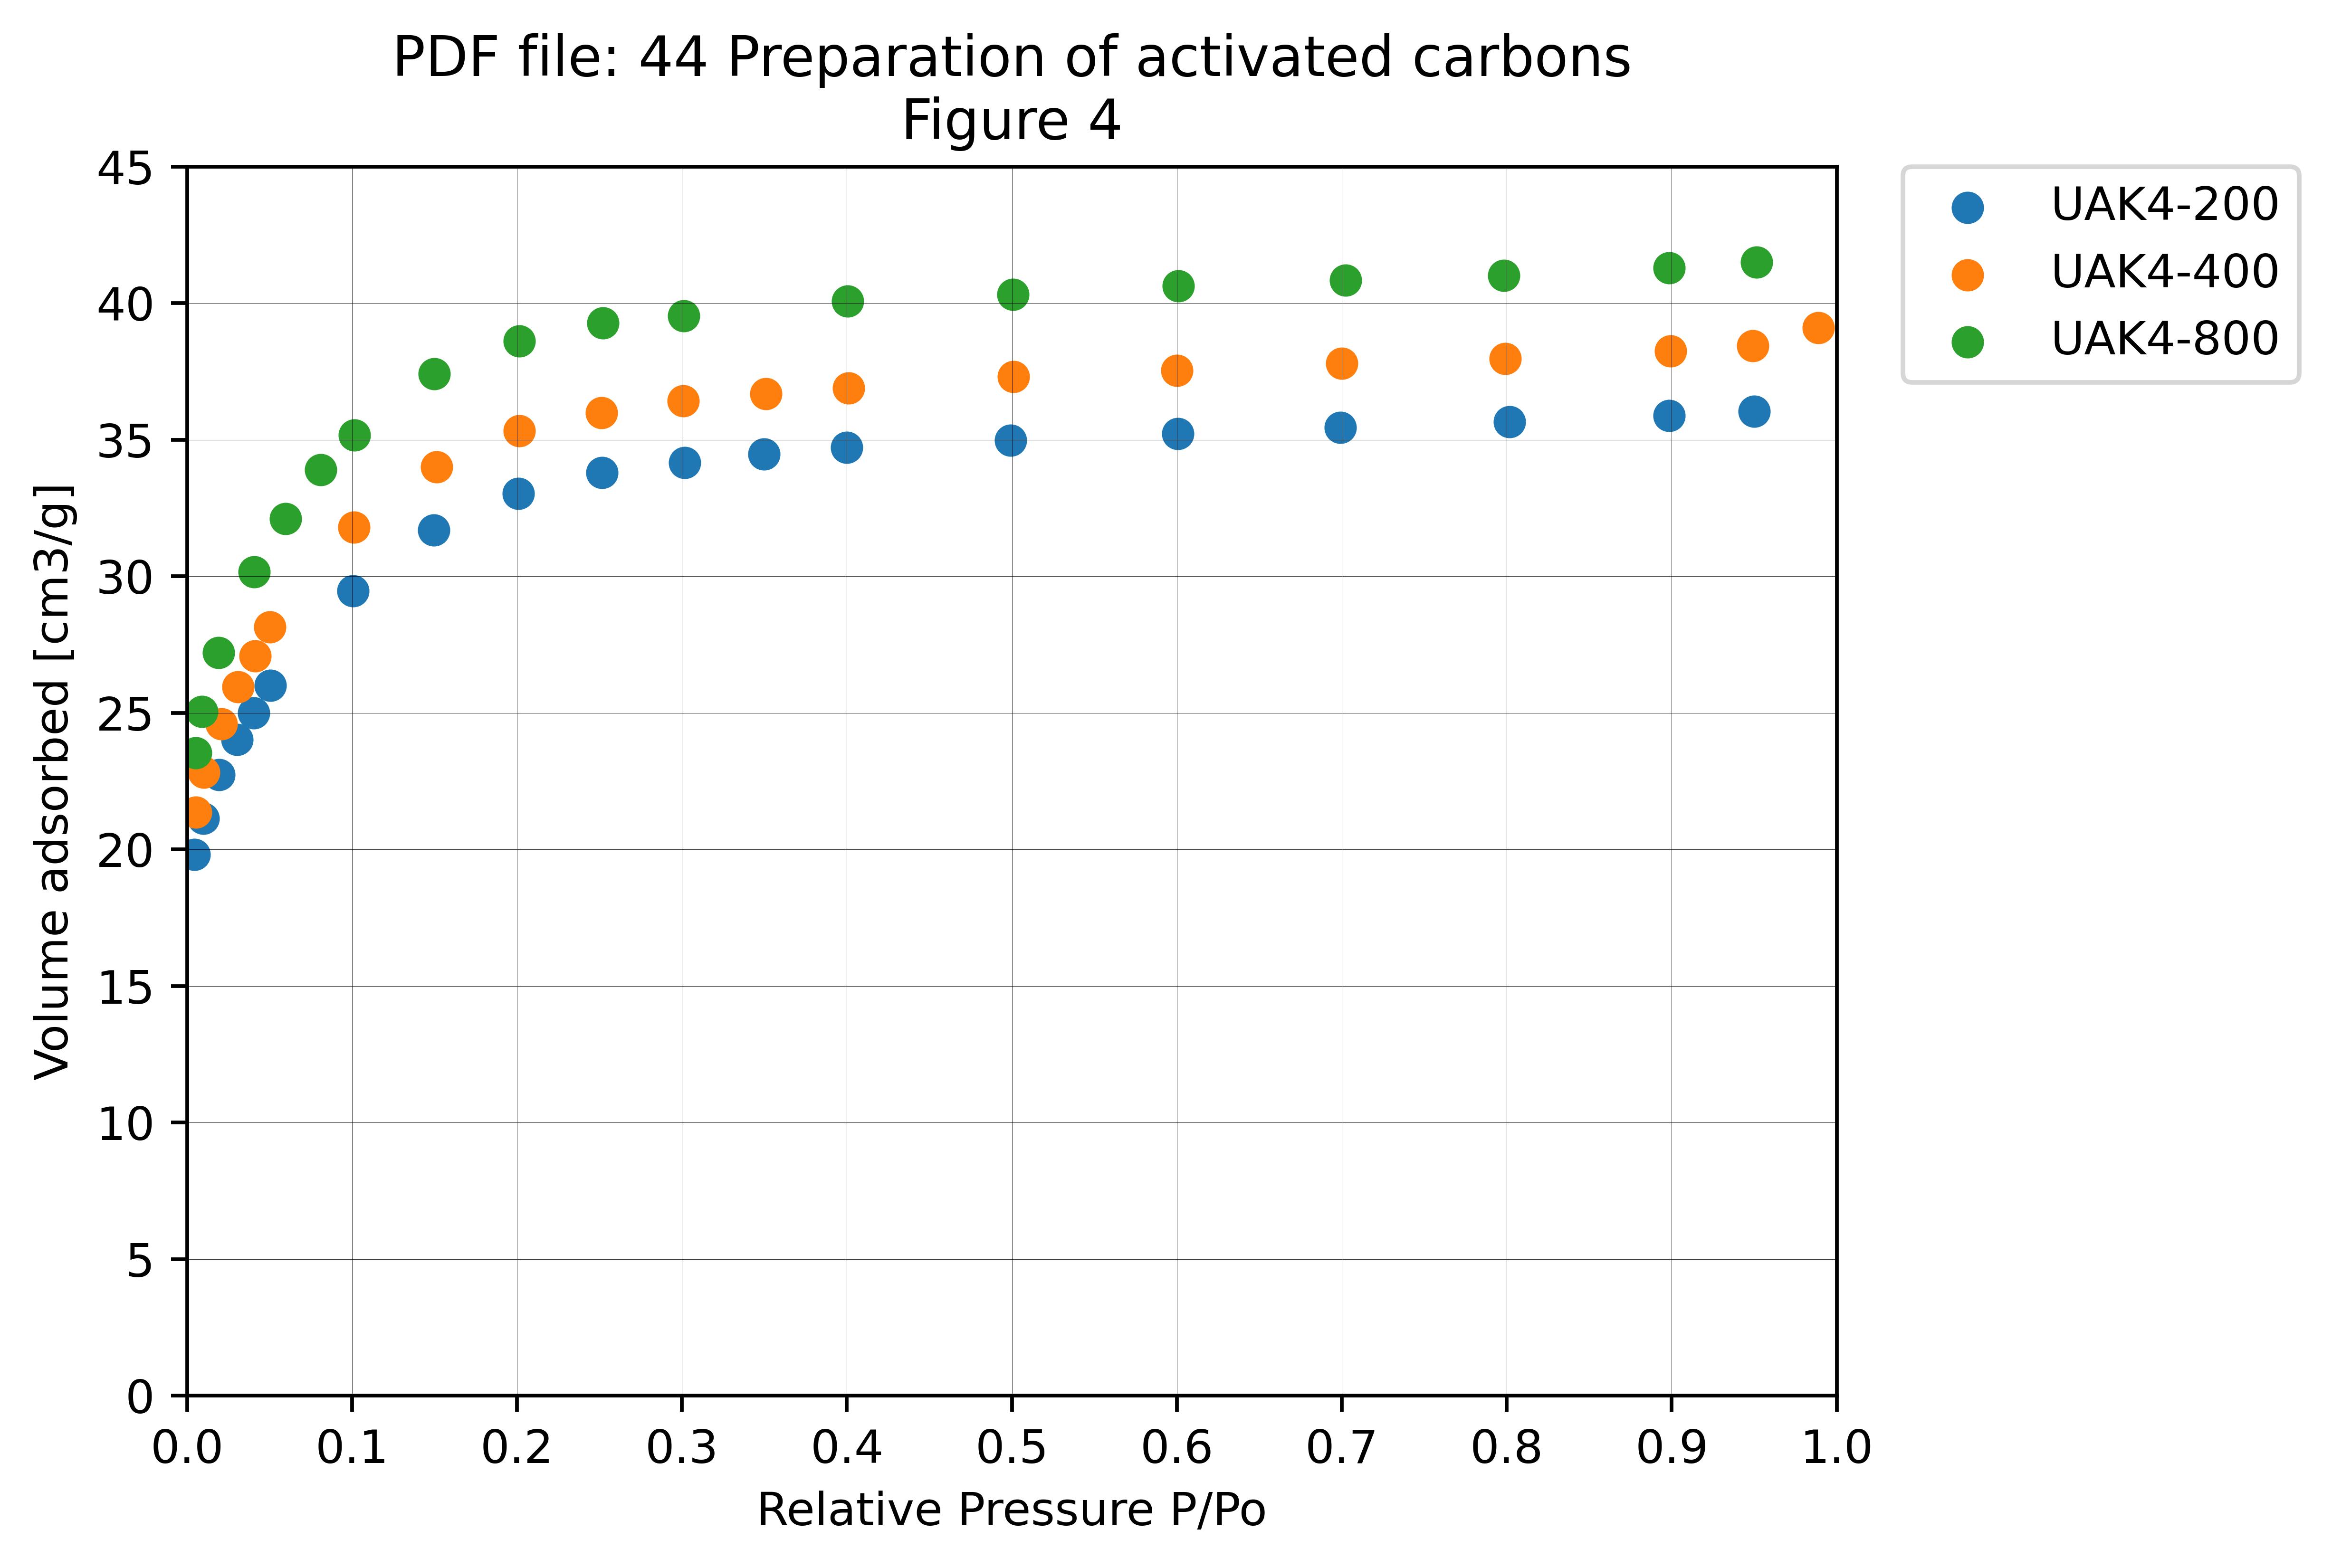 PDF file: 44 Preparation of activated carbons
Figure 4
45
40
35
30
25
20
15
10
5
0
Volume adsorbed [cm3/g]
0.0 0.1 0.2 0.3 0.4 0.5 0.6 0.7 0.8 0.9 1.0
Relative Pressure P/Po
UAK4-200
UAK4-400
UAK4-800